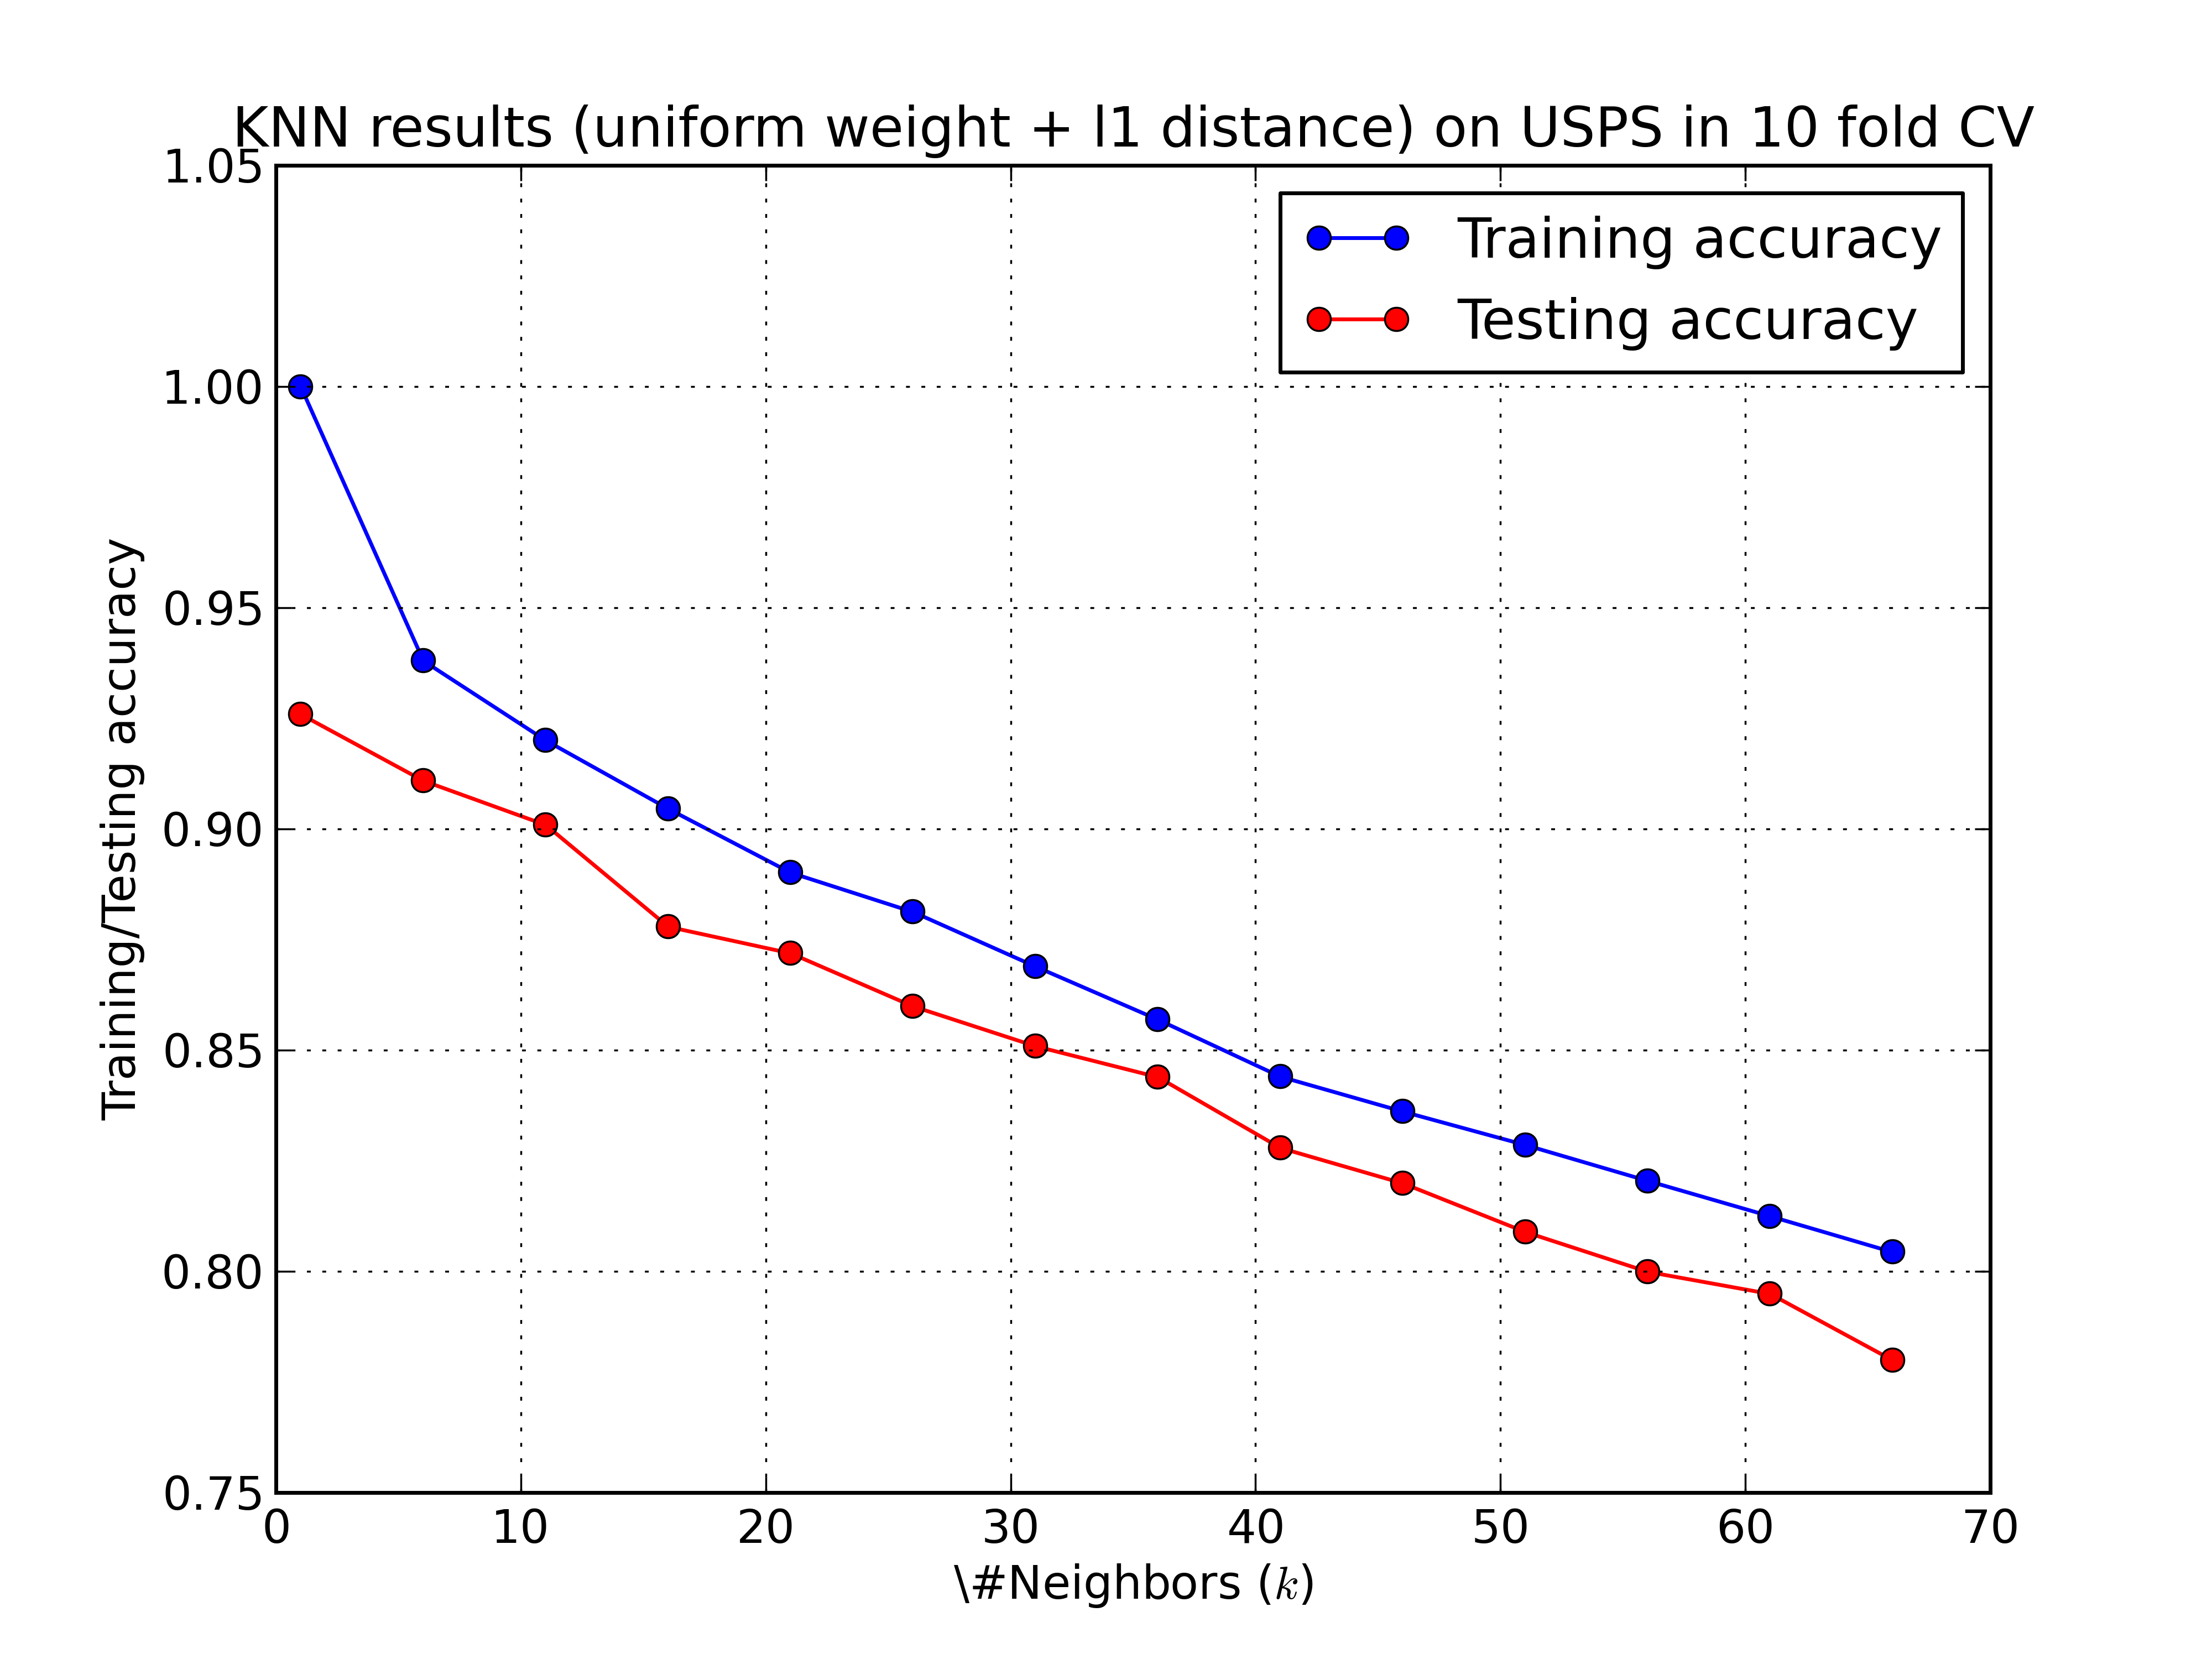 KNN results (uniform weight + l1 distance) on USPS in 10 fold CV
1.05
1.00
0.95
0.90
0.85
0.80
0.75
Training/Testing accuracy
Training accuracy
Testing accuracy
0 10 20 30 40 50 60 70
\#Neighbors (k)